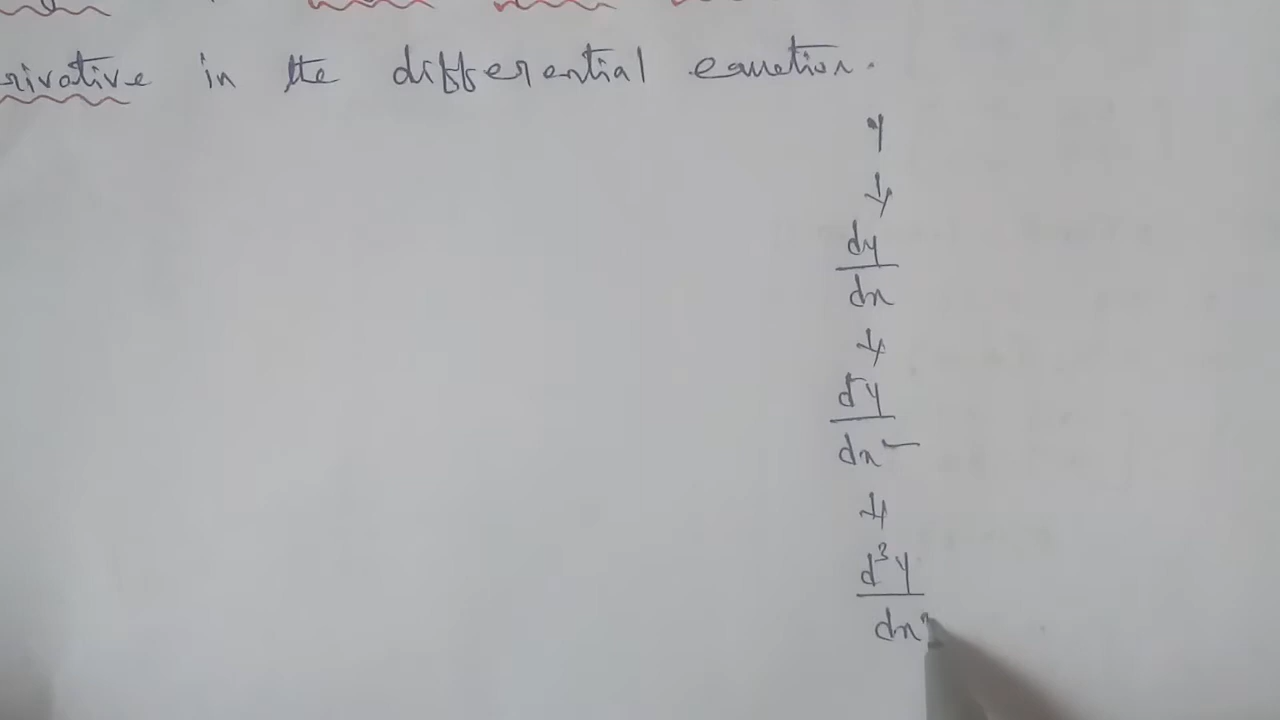 rivative in the differential equation.
y
↓
dy
dx
↓
d²y
dx²
↓
d³y
dx³